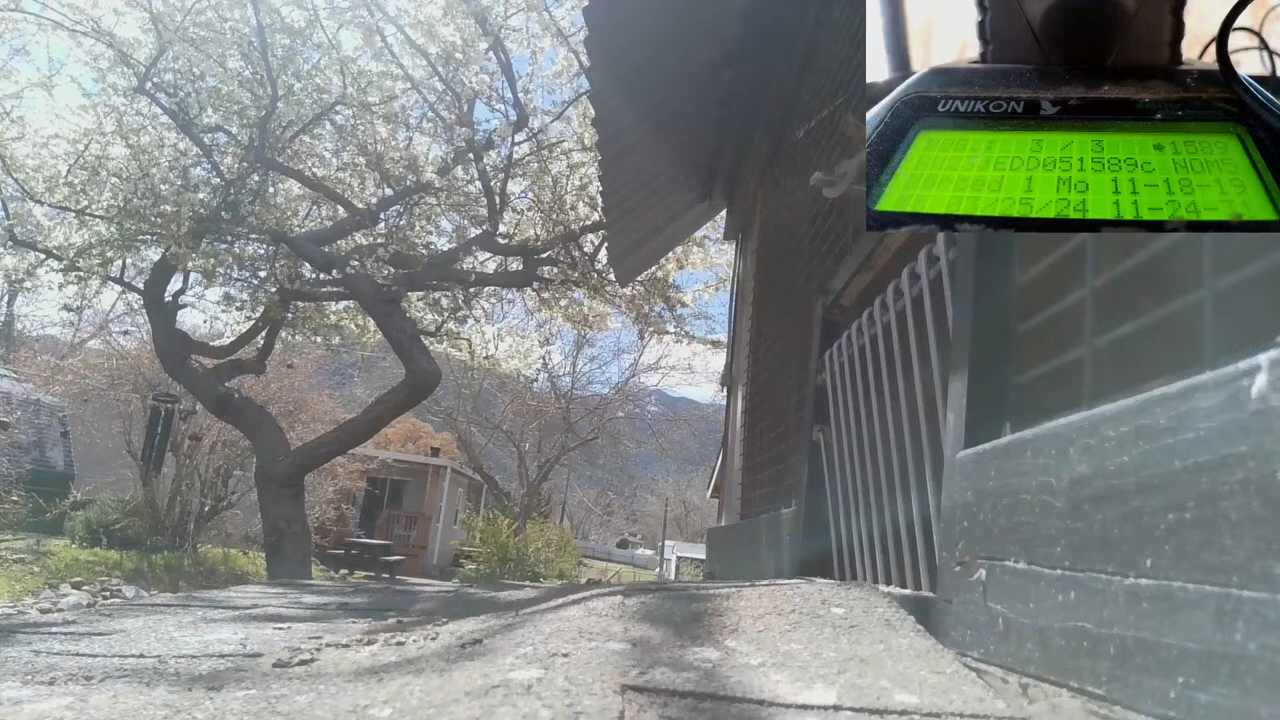 UNIKON
3 / 3 *1589
EDD051589c NOM5
1 Mo 11-18-19
25/24 11-24-